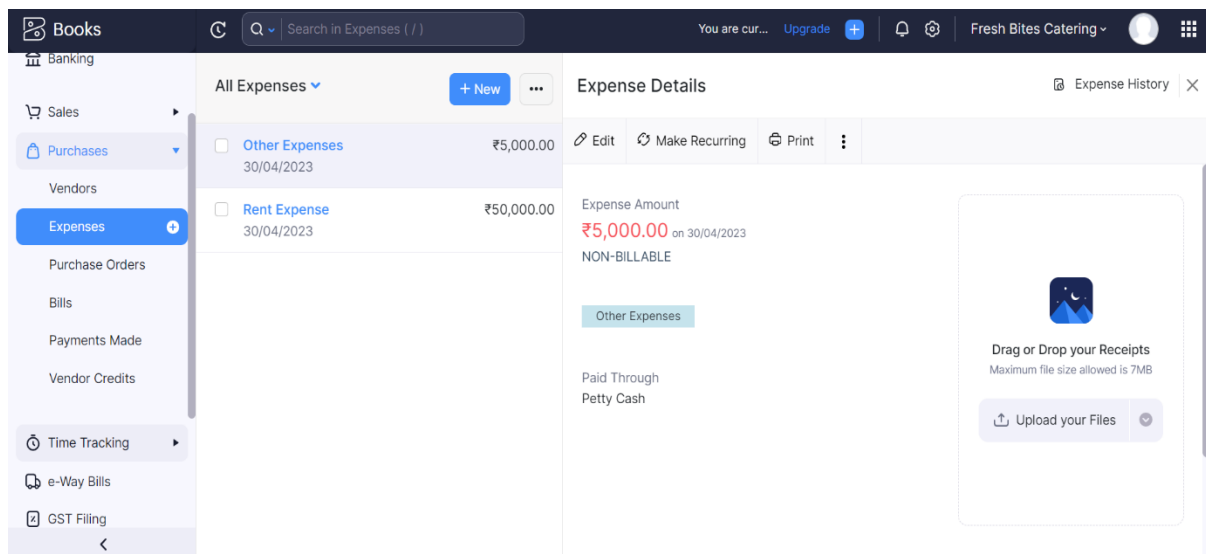 Books
Search in Expenses ( / )
You are cur... Upgrade
Fresh Bites Catering
Banking
Sales
Purchases
Vendors
Expenses
Purchase Orders
Bills
Payments Made
Vendor Credits
Time Tracking
e-Way Bills
GST Filing
All Expenses
+ New
Other Expenses ₹5,000.00
30/04/2023
Rent Expense ₹50,000.00
30/04/2023
Expense Details
Expense History
Edit Make Recurring Print
Expense Amount
₹5,000.00 on 30/04/2023
NON-BILLABLE
Other Expenses
Paid Through
Petty Cash
Drag or Drop your Receipts
Maximum file size allowed is 7MB
Upload your Files